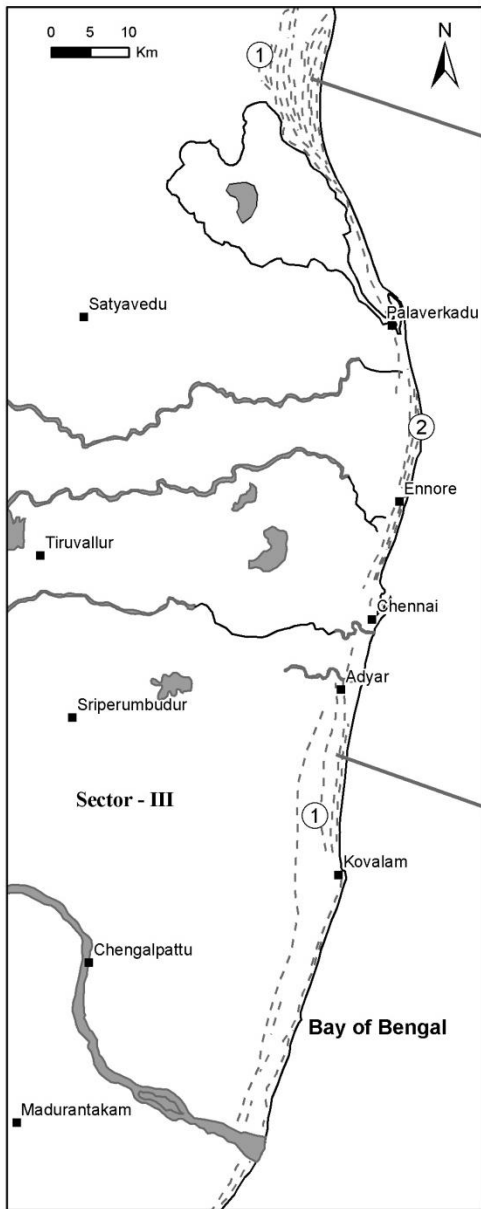 0 5 10
Km
N
1
Satyavedu
Palaverkadu
2
Ennore
Tiruvallur
Chennai
Adyar
Sriperumbudur
Sector - III
1
Kovalam
Chengalpattu
Bay of Bengal
Madurantakam